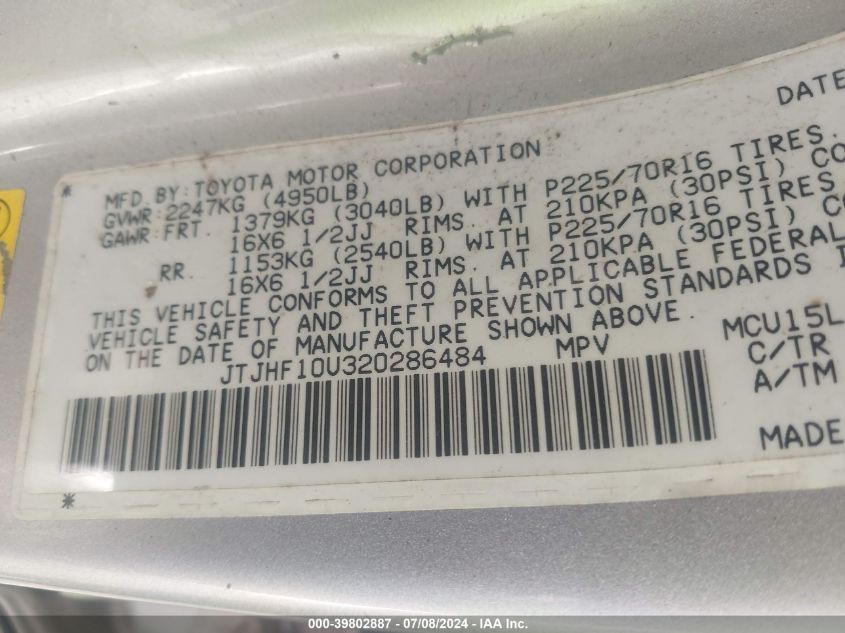 DATE
* MFD.BY:TOYOTA MOTOR CORPORATION
GVWR:2247KG (4950LB)
GAWR:FRT. 1379KG (3040LB) WITH P225/70R16 TIRES.
16X6 1/2JJ RIMS. AT 210KPA (30PSI) CO
RR. 1153KG (2540LB) WITH P225/70R16 TIRES
16X6 1/2JJ RIMS. AT 210KPA (30PSI) CO
THIS VEHICLE CONFORMS TO ALL APPLICABLE FEDERAL
VEHICLE SAFETY AND THEFT PREVENTION STANDARDS I
ON THE DATE OF MANUFACTURE SHOWN ABOVE.
JTJHF10U320286484 MPV
MCU15L
C/TR
A/TM
MADE
*
000-39802887 - 07/08/2024 - IAA Inc.